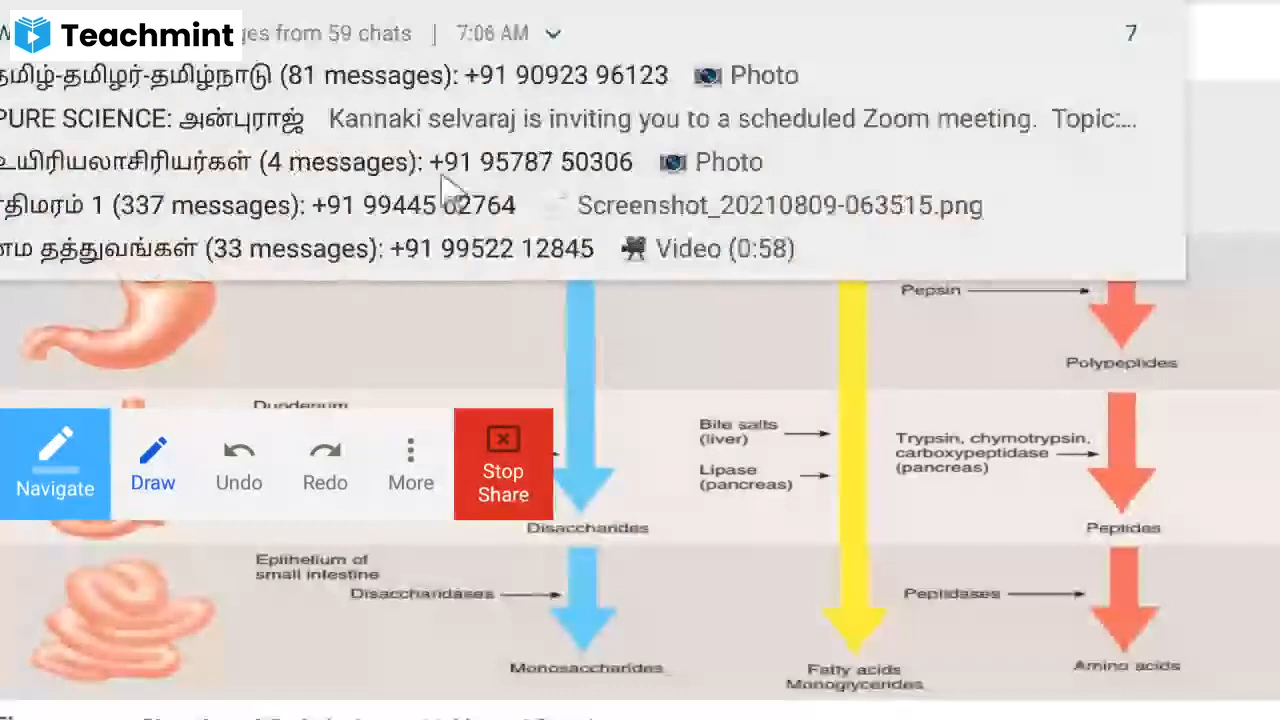 Teachmint
ges from 59 chats | 7:06 AM 7
தமிழ்-தமிழர்-தமிழ்நாடு (81 messages): +91 90923 96123 Photo
PURE SCIENCE: அன்புராஜ் Kannaki selvaraj is inviting you to a scheduled Zoom meeting. Topic:...
உயிரியலாசிரியர்கள் (4 messages): +91 95787 50306 Photo
திமரம் 1 (337 messages): +91 99445 Screenshot_20210809-063515.png
தத்துவங்கள் (33 messages): +91 99522 12845 Video (0:58)
Pepsin
Polypeptides
Duodenum
Bile salts
(liver)
Lipase
(pancreas)
Trypsin, chymotrypsin,
carboxypeptidase
(pancreas)
Navigate
Draw
Undo
Redo
More
Stop
Share
Disaccharides
Peptides
Epithelium of
small intestine
Disaccharidases
Peptidases
Monosaccharides
Fatty acids
Monoglycerides
Amino acids